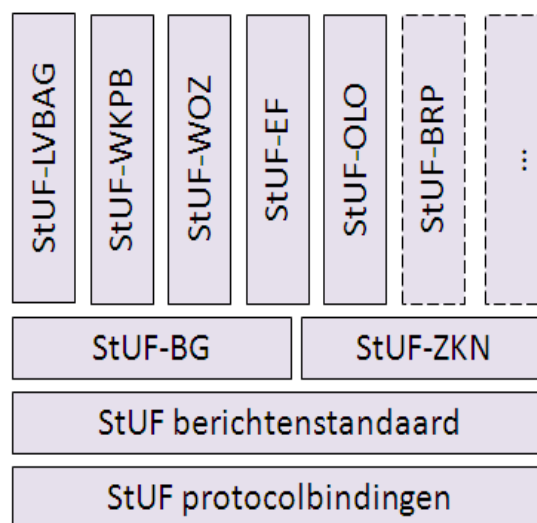 StUF-LVBAG
StUF-WKPB
StUF-WOZ
StUF-EF
StUF-OLO
StUF-BRP
...
StUF-BG
StUF-ZKN
StUF berichtenstandaard
StUF protocolbindingen